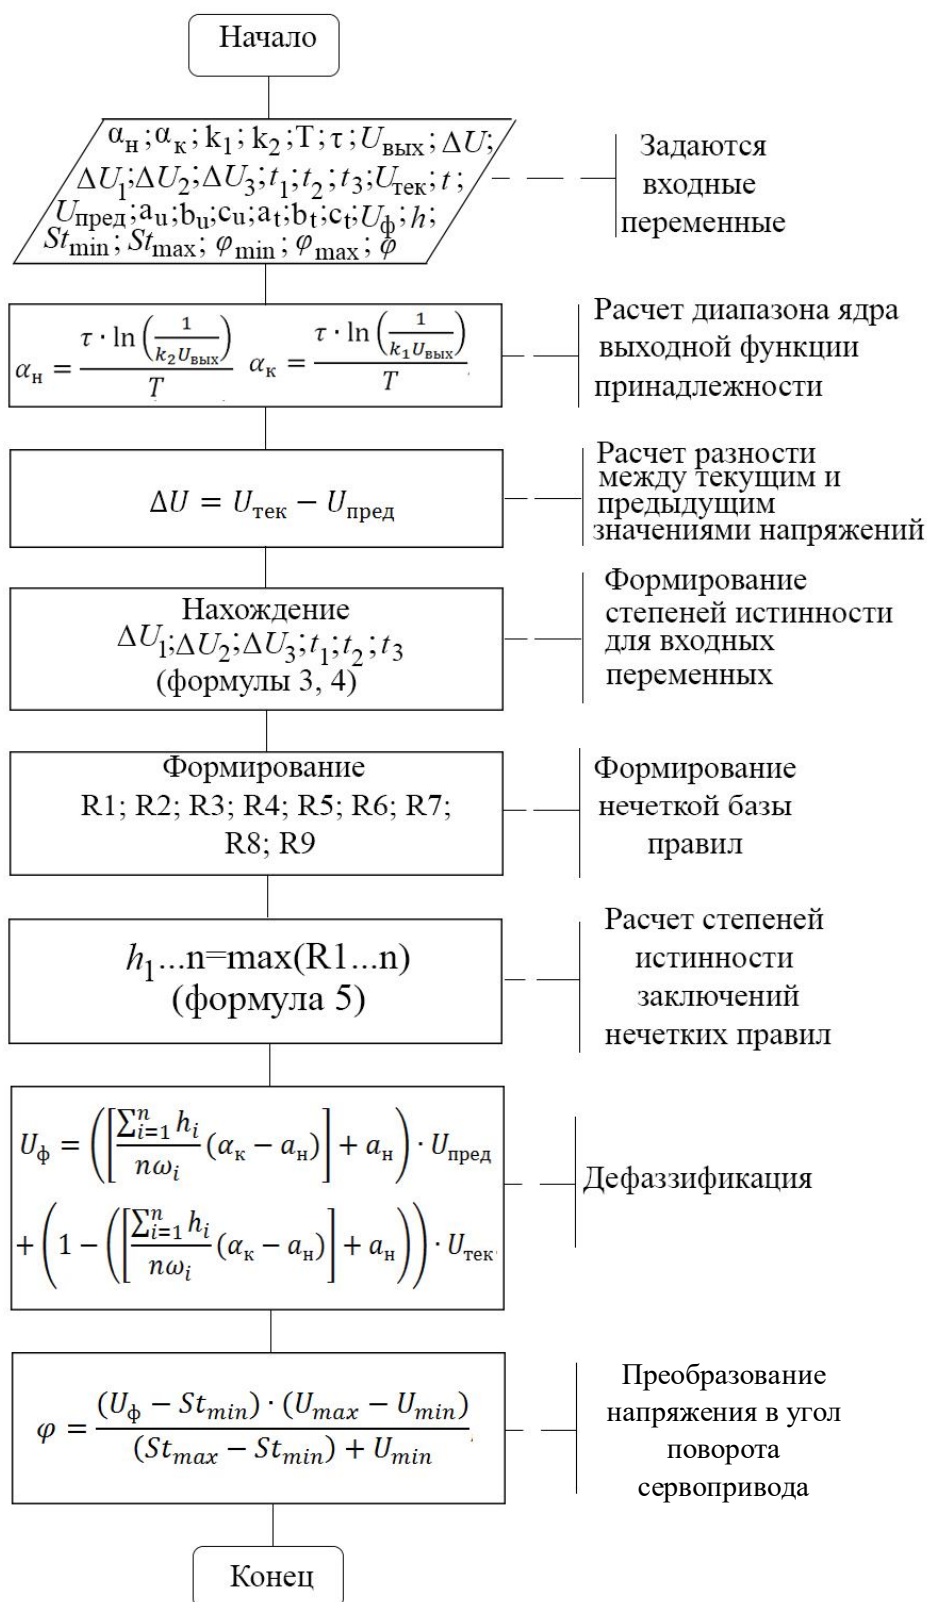 Начало
α_н; α_к; k_1; k_2; T; τ; U_вых; ΔU;
ΔU_1; ΔU_2; ΔU_3; t_1; t_2; t_3; U_тек; t;
U_пред; a_u; b_u; c_u; a_t; b_t; c_t; U_ф; h;
St_min; St_max; φ_min; φ_max; φ
Задаются
входные
переменные
α_н = τ · ln (1 / k_2 U_вых) / T α_к = τ · ln (1 / k_1 U_вых) / T
Расчет диапазона ядра
выходной функции
принадлежности
ΔU = U_тек − U_пред
Расчет разности
между текущим и
предыдущим
значениями напряжений
Нахождение
ΔU_1; ΔU_2; ΔU_3; t_1; t_2; t_3
(формулы 3, 4)
Формирование
степеней истинности
для входных
переменных
Формирование
R1; R2; R3; R4; R5; R6; R7;
R8; R9
Формирование
нечеткой базы
правил
h_1...n=max(R1...n)
(формула 5)
Расчет степеней
истинности
заключений
нечетких правил
U_ф = ([∑_{i=1}^n h_i / nω_i (α_к − a_н)] + a_н) · U_пред
+ (1 − ([∑_{i=1}^n h_i / nω_i (α_к − a_н)] + a_н)) · U_тек
Дефаззификация
φ = (U_ф − St_min) · (U_max − U_min) / (St_max − St_min) + U_min
Преобразование
напряжения в угол
поворота
сервопривода
Конец